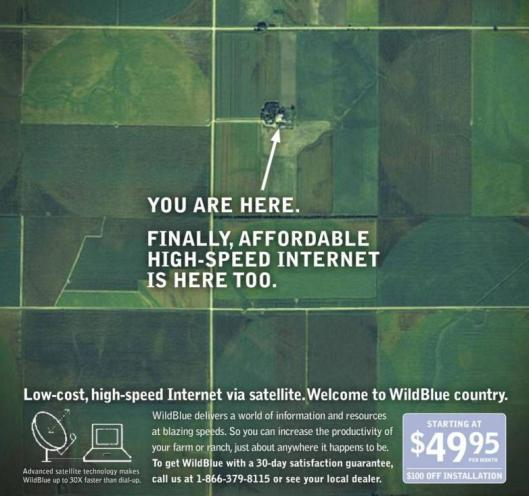 YOU ARE HERE.
FINALLY, AFFORDABLE
HIGH-SPEED INTERNET
IS HERE TOO.
Low-cost, high-speed Internet via satellite. Welcome to WildBlue country.
Advanced satellite technology makes
WildBlue up to 30X faster than dial-up.
WildBlue delivers a world of information and resources
at blazing speeds. So you can increase the productivity of
your farm or ranch, just about anywhere it happens to be.
To get WildBlue with a 30-day satisfaction guarantee,
call us at 1-866-379-8115 or see your local dealer.
STARTING AT
$4995
PER MONTH
$100 OFF INSTALLATION